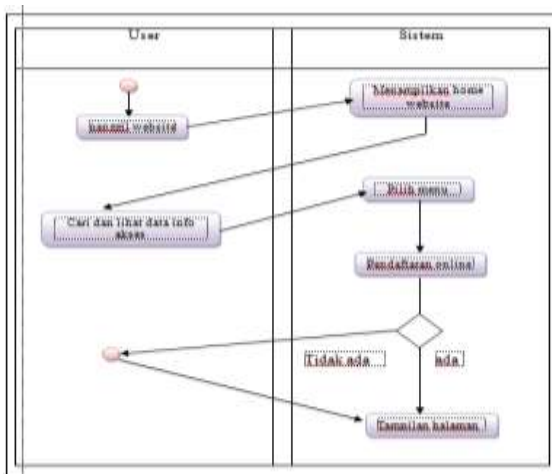 User
Sistem
Menampilkan home
website
website
Cari dan lihat data info
akses
Pilih menu
Pendaftaran online
Tidak ada
ada
Tampilan halaman